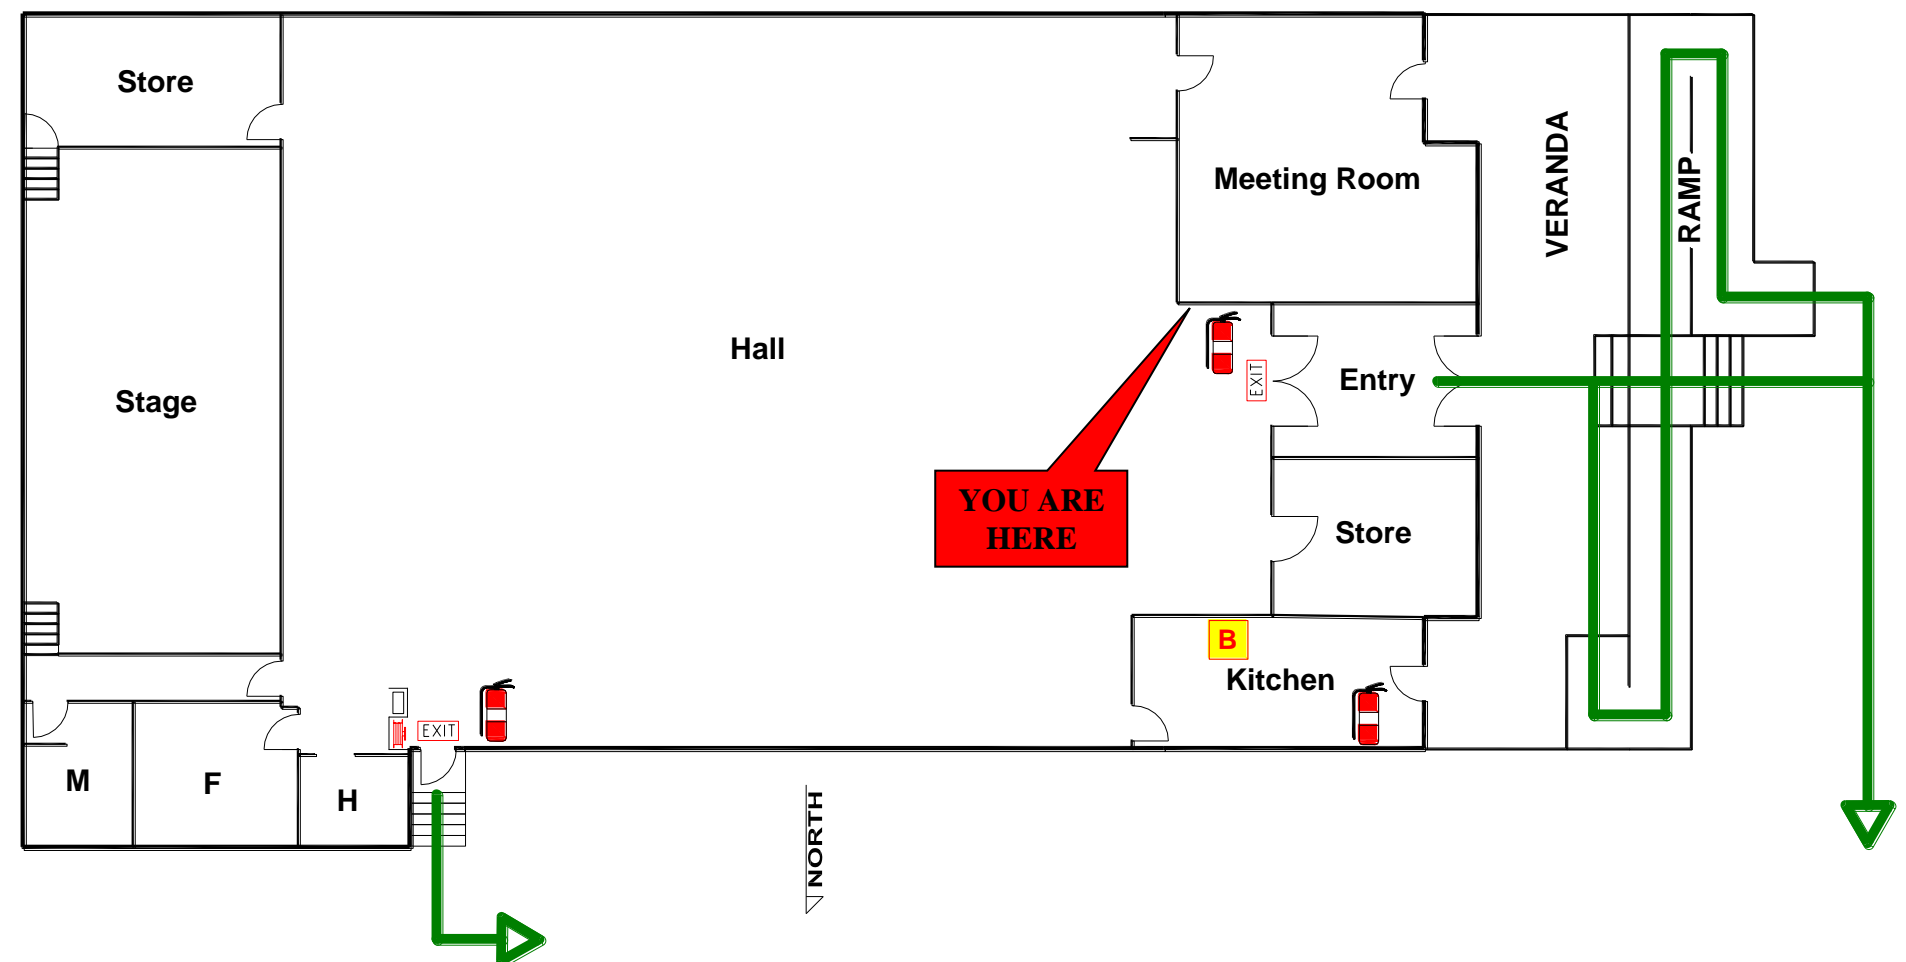 Store
Meeting Room
VERANDA
RAMP
Hall
Entry
EXIT
Stage
YOU ARE
HERE
Store
B
Kitchen
EXIT
M
F
H
NORTH